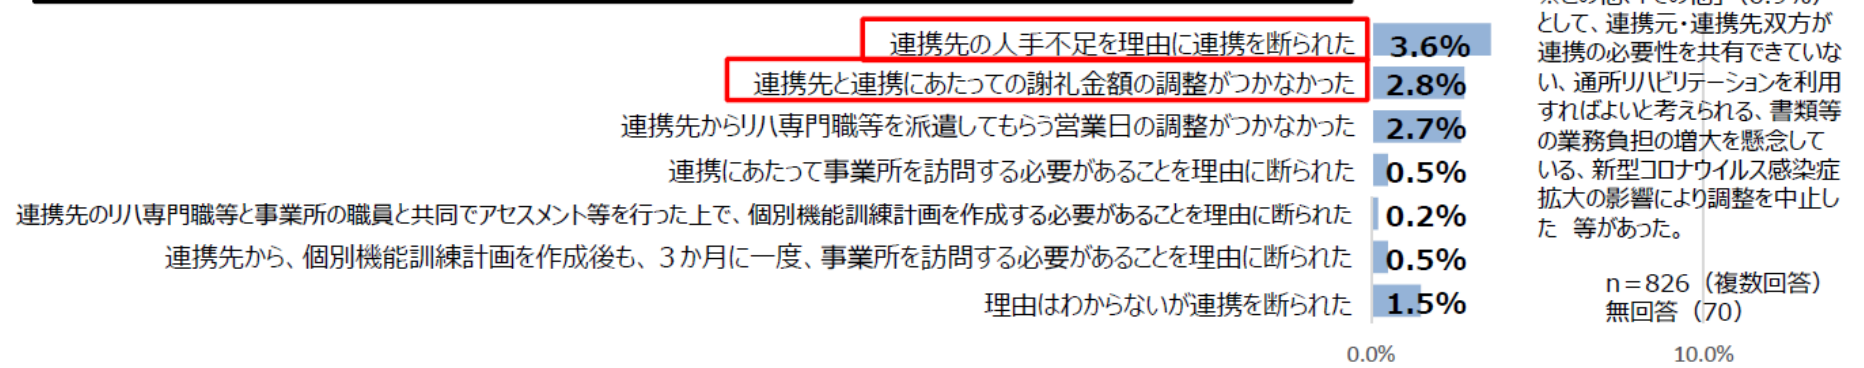 連携先の人手不足を理由に連携を断られた 3.6%
連携先と連携にあたっての謝礼金額の調整がつかなかった 2.8%
連携先からリハ専門職等を派遣してもらう営業日の調整がつかなかった 2.7%
連携にあたって事業所を訪問する必要があることを理由に断られた 0.5%
連携先のリハ専門職等と事業所の職員と共同でアセスメント等を行った上で、個別機能訓練計画を作成する必要があることを理由に断られた 0.2%
連携先から、個別機能訓練計画を作成後も、3か月に一度、事業所を訪問する必要があることを理由に断られた 0.5%
理由はわからないが連携を断られた 1.5%
0.0% 10.0%
として、連携元・連携先双方が
連携の必要性を共有できていな
い、通所リハビリテーションを利用
すればよいと考えられる、書類等
の業務負担の増大を懸念して
いる、新型コロナウイルス感染症
拡大の影響により調整を中止し
た 等があった。
n＝826（複数回答）
無回答（70）